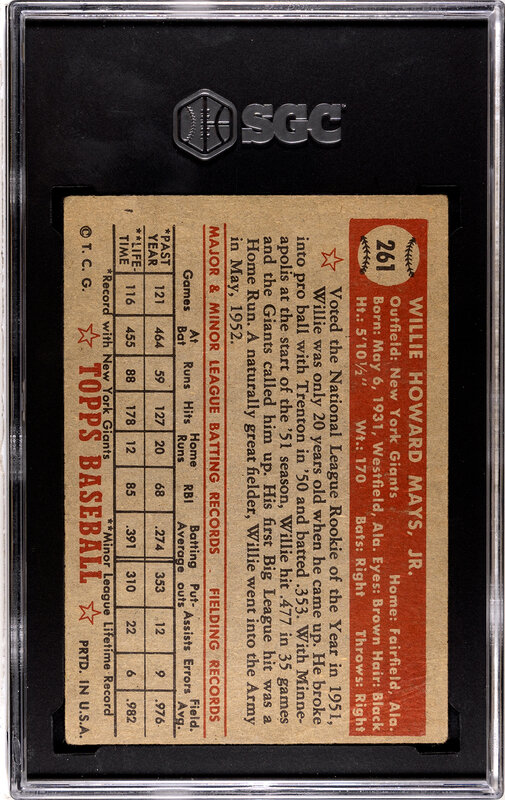 SGC
261
WILLIE HOWARD MAYS, JR.
Outfield: New York Giants Home: Fairfield, Ala.
Born: May 6, 1931, Westfield, Ala. Eyes: Brown Hair: Black
Ht.: 5'10½" Wt.: 170 Bats: Right Throws: Right
Voted the National League Rookie of the Year in 1951,
Willie was only 20 years old when he came up. He broke
into pro ball with Trenton in '50 and batted .353. With Minne-
apolis at the start of the '51 season, Willie hit .477 in 35 games
and the Giants called him up. His first Big League hit was a
Home Run. A naturally great fielder, Willie went into the Army
in May, 1952.
MAJOR & MINOR LEAGUE BATTING RECORDS FIELDING RECORDS
Games At Bat Runs Hits Home Runs RBI Batting Average Put-outs Assists Errors Field. Avg.
*PAST YEAR 121 464 59 127 20 68 .274 353 12 9 .976
**LIFE-TIME 116 455 88 178 12 85 .391 310 22 6 .982
*Record with New York Giants **Minor League Lifetime Record
© T. C. G. TOPPS BASEBALL PRTD. IN U.S.A.